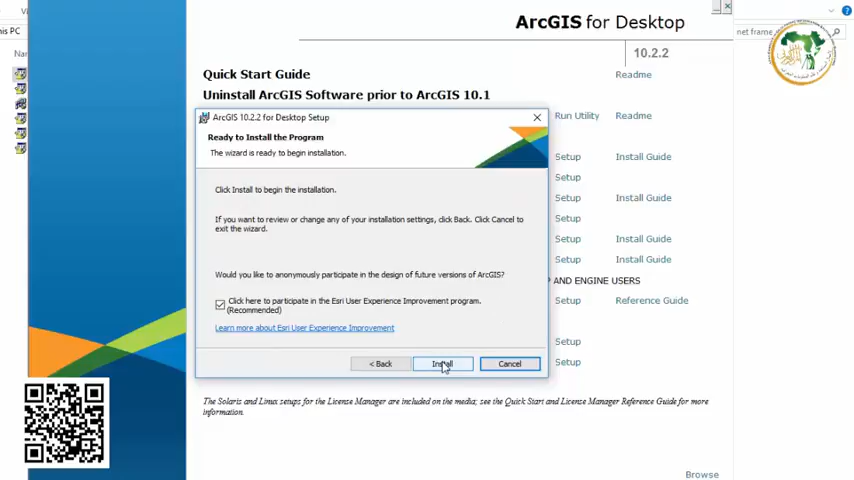 ArcGIS for Desktop
10.2.2
his PC
net frame
Quick Start Guide
Readme
Uninstall ArcGIS Software prior to ArcGIS 10.1
ArcGIS 10.2.2 for Desktop Setup
Run Utility
Readme
Ready to Install the Program
The wizard is ready to begin installation.
Setup
Install Guide
Setup
Click Install to begin the installation.
Setup
Install Guide
If you want to review or change any of your installation settings, click Back. Click Cancel to
exit the wizard.
Setup
Setup
Install Guide
Setup
Install Guide
Would you like to anonymously participate in the design of future versions of ArcGIS?
P AND ENGINE USERS
Click here to participate in the Esri User Experience Improvement program.
(Recommended)
Setup
Reference Guide
Learn more about Esri User Experience Improvement
Setup
< Back
Install
Cancel
Setup
The Solaris and Linux setups for the License Manager are included on the media; see the Quick Start and License Manager Reference Guide for more
information.
Browse